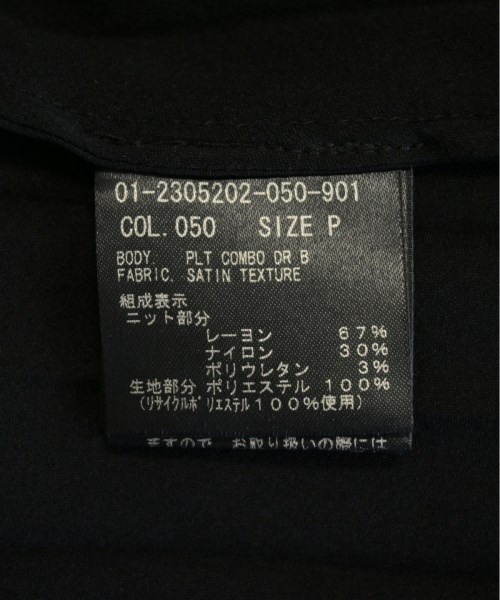 01-2305202-050-901
COL.050 SIZE P
BODY. PLT COMBO DR B
FABRIC. SATIN TEXTURE
組成表示
ニット部分
レーヨン 67%
ナイロン 30%
ポリウレタン 3%
生地部分 ポリエステル 100%
(リサイクルポリエステル100%使用)
ますので、お取り扱いの際には